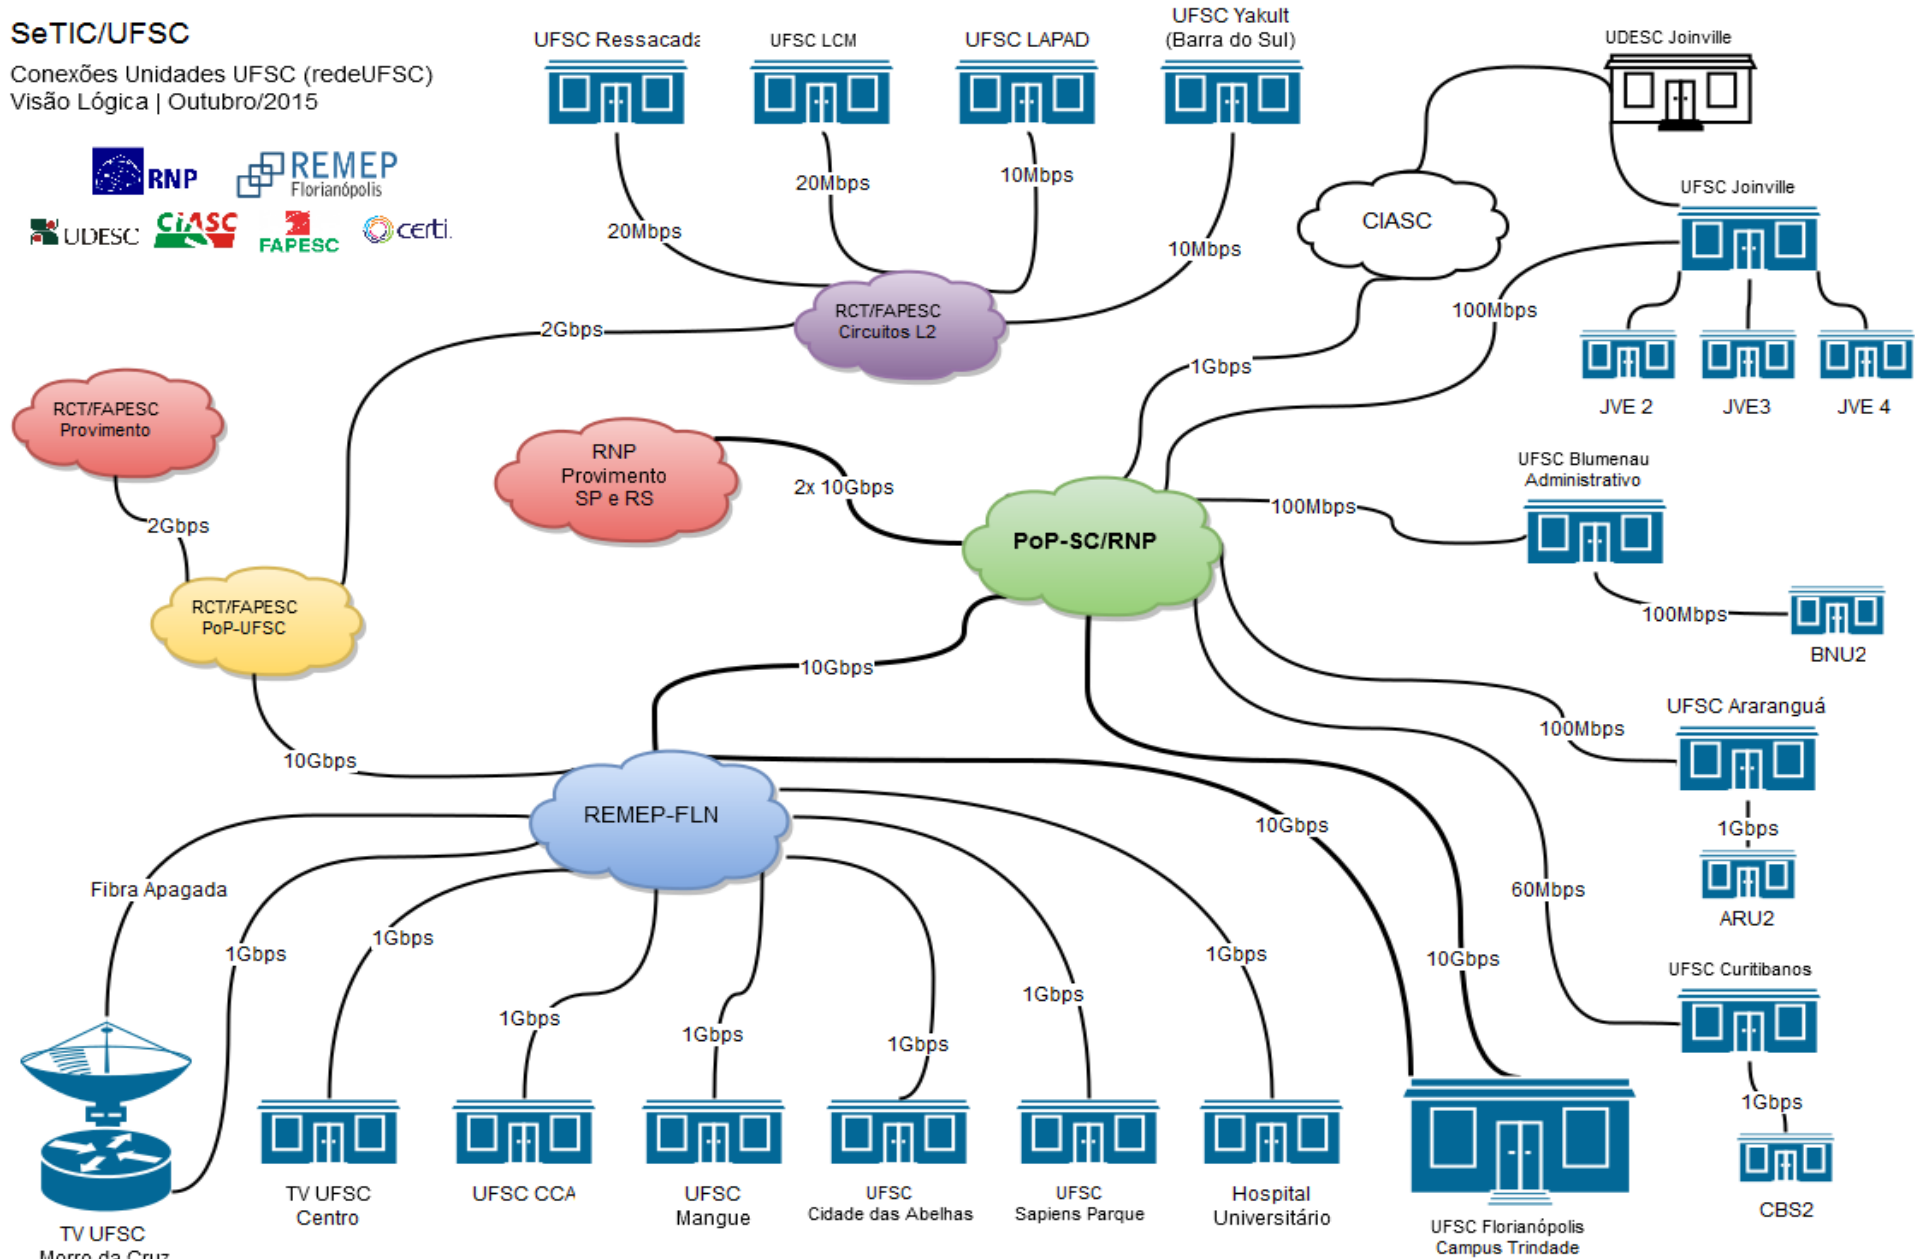 SeTIC/UFSC
Conexões Unidades UFSC (redeUFSC)
Visão Lógica | Outubro/2015
RNP
REMEP
Florianópolis
UDESC
CiASC
FAPESC
certi.
UFSC Ressacada
UFSC LCM
UFSC LAPAD
UFSC Yakult
(Barra do Sul)
UDESC Joinville
20Mbps
20Mbps
10Mbps
10Mbps
CIASC
UFSC Joinville
100Mbps
JVE 2
JVE3
JVE 4
RCT/FAPESC
Circuitos L2
2Gbps
1Gbps
RCT/FAPESC
Provimento
2Gbps
RNP
Provimento
SP e RS
2x 10Gbps
PoP-SC/RNP
100Mbps
UFSC Blumenau
Administrativo
100Mbps
BNU2
RCT/FAPESC
PoP-UFSC
10Gbps
10Gbps
UFSC Araranguá
100Mbps
1Gbps
ARU2
REMEP-FLN
10Gbps
60Mbps
10Gbps
UFSC Curitibanos
1Gbps
CBS2
Fibra Apagada
1Gbps
1Gbps
1Gbps
1Gbps
1Gbps
1Gbps
1Gbps
TV UFSC
Morro da Cruz
TV UFSC
Centro
UFSC CCA
UFSC
Mangue
UFSC
Cidade das Abelhas
UFSC
Sapiens Parque
Hospital
Universitário
UFSC Florianópolis
Campus Trindade